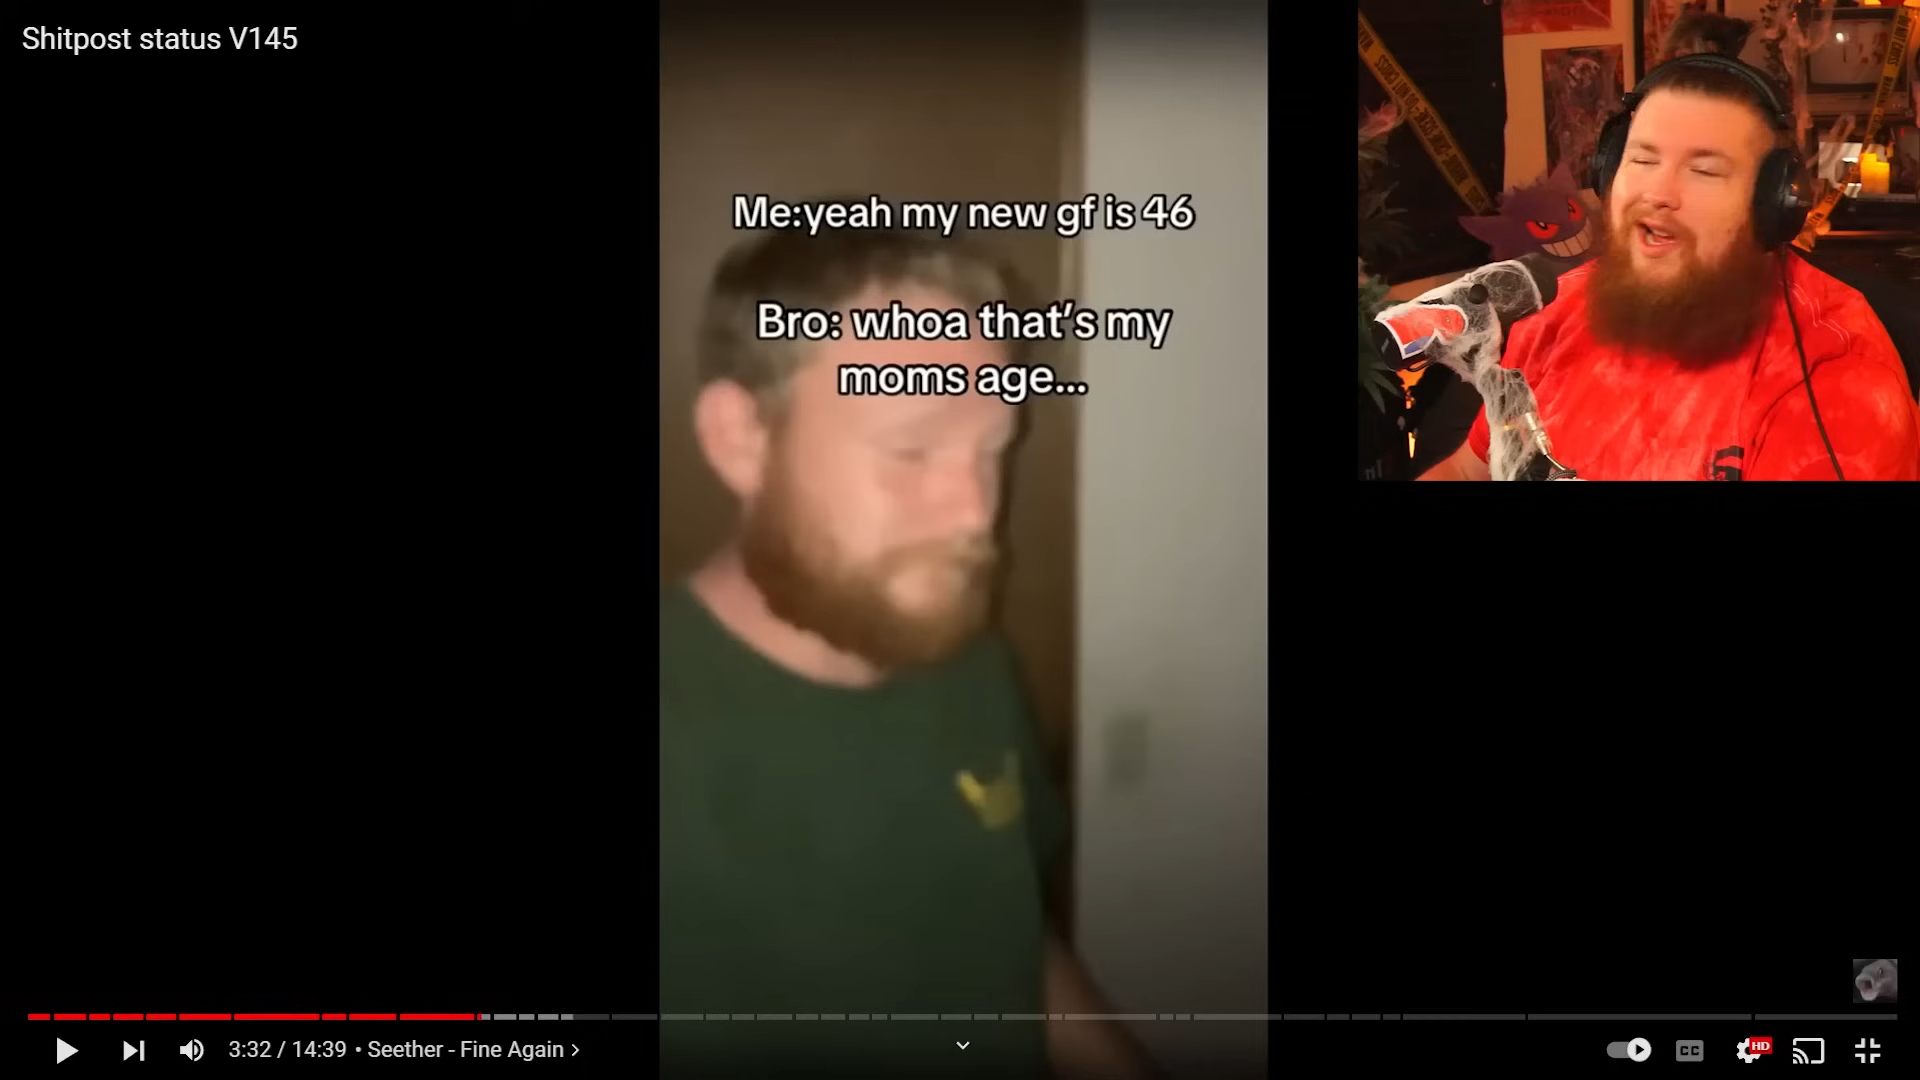 Shitpost status V145
Me:yeah my new gf is 46
Bro: whoa that's my
moms age...
3:32 / 14:39 • Seether - Fine Again
CC
HD